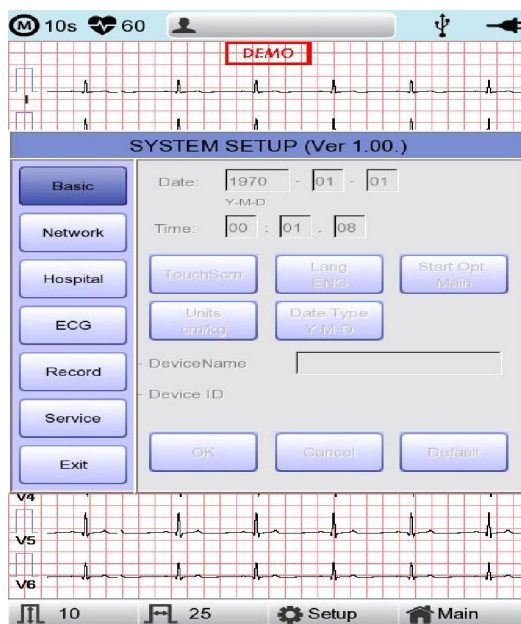 M 10s 60
DEMO
I
SYSTEM SETUP (Ver 1.00.)
Basic
Date: 1970 - 01 - 01
Y-M-D
Network
Time: 00 : 01 . 08
Hospital
TouchScrn
Lang
ENG
Start Opt.
Main
ECG
Units
cm/kg
Date Type
Y-M-D
Record
DeviceName
Device ID
Service
Exit
OK Cancel Default
V4
V5
V6
10 25 Setup Main